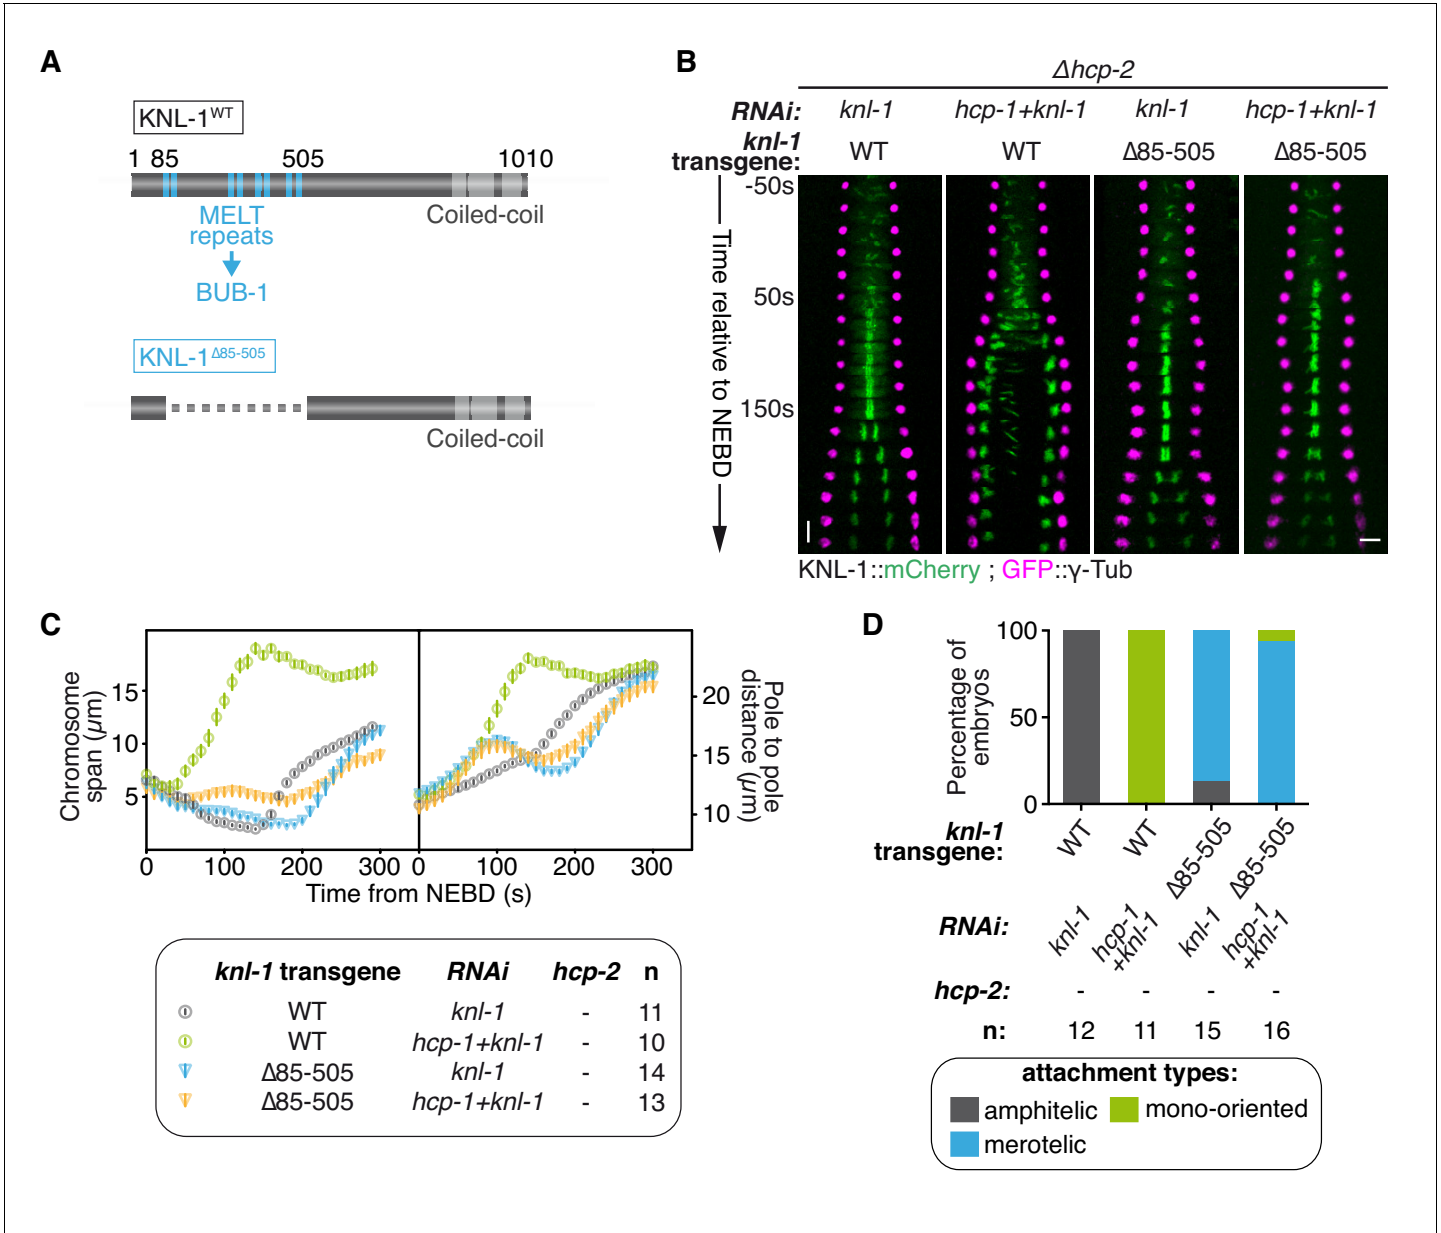 A
KNL-1WT
1 85 505 1010
MELT
repeats
Coiled-coil
BUB-1
KNL-1Δ85-505
Coiled-coil
B
Δhcp-2
RNAi: knl-1 hcp-1+knl-1 knl-1 hcp-1+knl-1
knl-1
transgene: WT WT Δ85-505 Δ85-505
-50s
50s
150s
Time relative to NEBD
KNL-1::mCherry ; GFP::γ-Tub
C
Chromosome
span (μm)
15
10
5
0 100 200 300
0 100 200 300
20
15
10
Pole to pole
distance (μm)
Time from NEBD (s)
knl-1 transgene RNAi hcp-2 n
WT knl-1 - 11
WT hcp-1+knl-1 - 10
Δ85-505 knl-1 - 14
Δ85-505 hcp-1+knl-1 - 13
D
Percentage of
embryos
100
50
0
knl-1
transgene: WT WT Δ85-505 Δ85-505
RNAi: knl-1 hcp-1 +knl-1 knl-1 hcp-1 +knl-1
hcp-2: - - - -
n: 12 11 15 16
attachment types:
amphitelic mono-oriented
merotelic